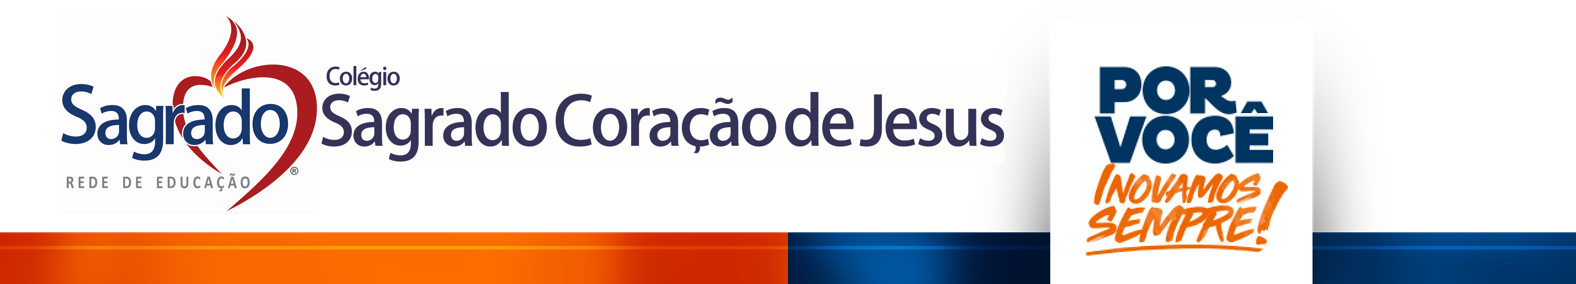 Sagrado
REDE DE EDUCAÇÃO
®
Colégio
Sagrado Coração de Jesus
POR
VOCÊ
INOVAMOS
SEMPRE!